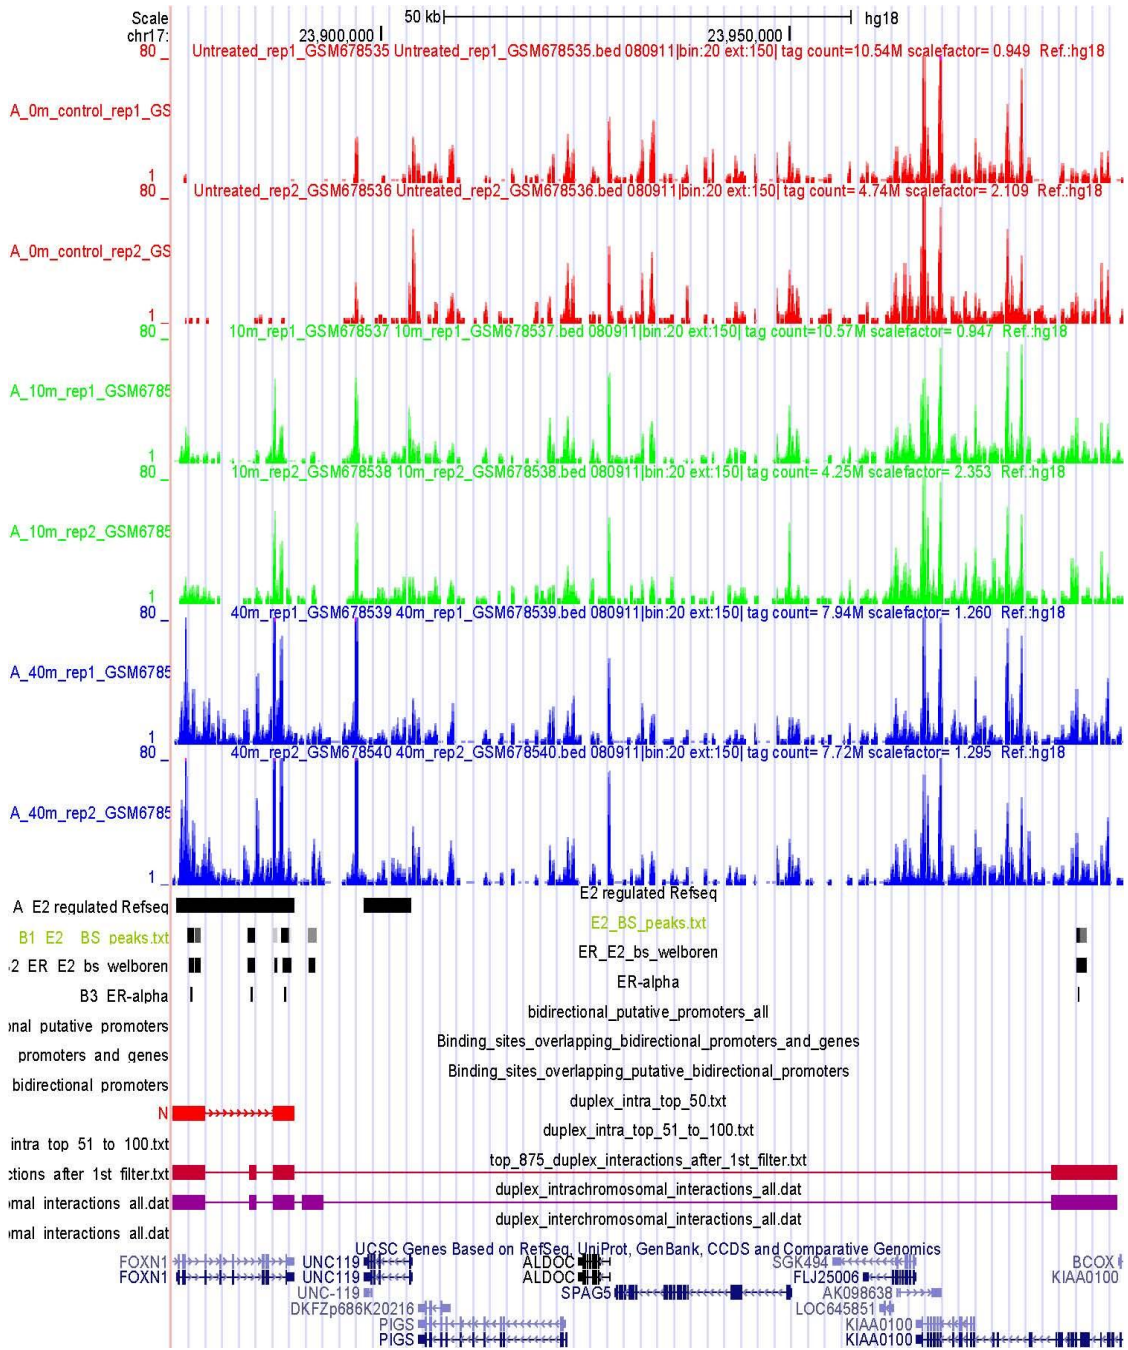 Scale 50 kb hg18
chr17: 23,900,000 23,950,000
80 _ Untreated_rep1_GSM678535 Untreated_rep1_GSM678535.bed 080911|bin:20 ext:150| tag count=10.54M scalefactor= 0.949 Ref.:hg18
A_0m_control_rep1_GS
1 _
80 _ Untreated_rep2_GSM678536 Untreated_rep2_GSM678536.bed 080911|bin:20 ext:150| tag count= 4.74M scalefactor= 2.109 Ref.:hg18
A_0m_control_rep2_GS
1 _
80 _ 10m_rep1_GSM678537 10m_rep1_GSM678537.bed 080911|bin:20 ext:150| tag count=10.57M scalefactor= 0.947 Ref.:hg18
A_10m_rep1_GSM6785
1 _
80 _ 10m_rep2_GSM678538 10m_rep2_GSM678538.bed 080911|bin:20 ext:150| tag count= 4.25M scalefactor= 2.353 Ref.:hg18
A_10m_rep2_GSM6785
1 _
80 _ 40m_rep1_GSM678539 40m_rep1_GSM678539.bed 080911|bin:20 ext:150| tag count= 7.94M scalefactor= 1.260 Ref.:hg18
A_40m_rep1_GSM6785
1 _
80 _ 40m_rep2_GSM678540 40m_rep2_GSM678540.bed 080911|bin:20 ext:150| tag count= 7.72M scalefactor= 1.295 Ref.:hg18
A_40m_rep2_GSM6785
1 _
E2 regulated Refseq
A E2 regulated Refseq
E2_BS_peaks.txt
B1 E2 BS peaks.txt
ER_E2_bs_welboren
2 ER E2 bs welboren
ER-alpha
B3 ER-alpha
bidirectional_putative_promoters_all
onal putative promoters
Binding_sites_overlapping_bidirectional_promoters_and_genes
promoters and genes
Binding_sites_overlapping_putative_bidirectional_promoters
bidirectional promoters
duplex_intra_top_50.txt
N
duplex_intra_top_51_to_100.txt
intra top 51 to 100.txt
top_875_duplex_interactions_after_1st_filter.txt
ctions after 1st filter.txt
duplex_intrachromosomal_interactions_all.dat
omal interactions all.dat
duplex_interchromosomal_interactions_all.dat
omal interactions all.dat
UCSC Genes Based on RefSeq, UniProt, GenBank, CCDS and Comparative Genomics
FOXN1 UNC119 ALDOC SGK494 BCOX
FOXN1 UNC119 ALDOC FLJ25006 KIAA0100
UNC-119 SPAG5 AK098638
DKFZp686K20216 LOC645851
PIGS KIAA0100
PIGS KIAA0100